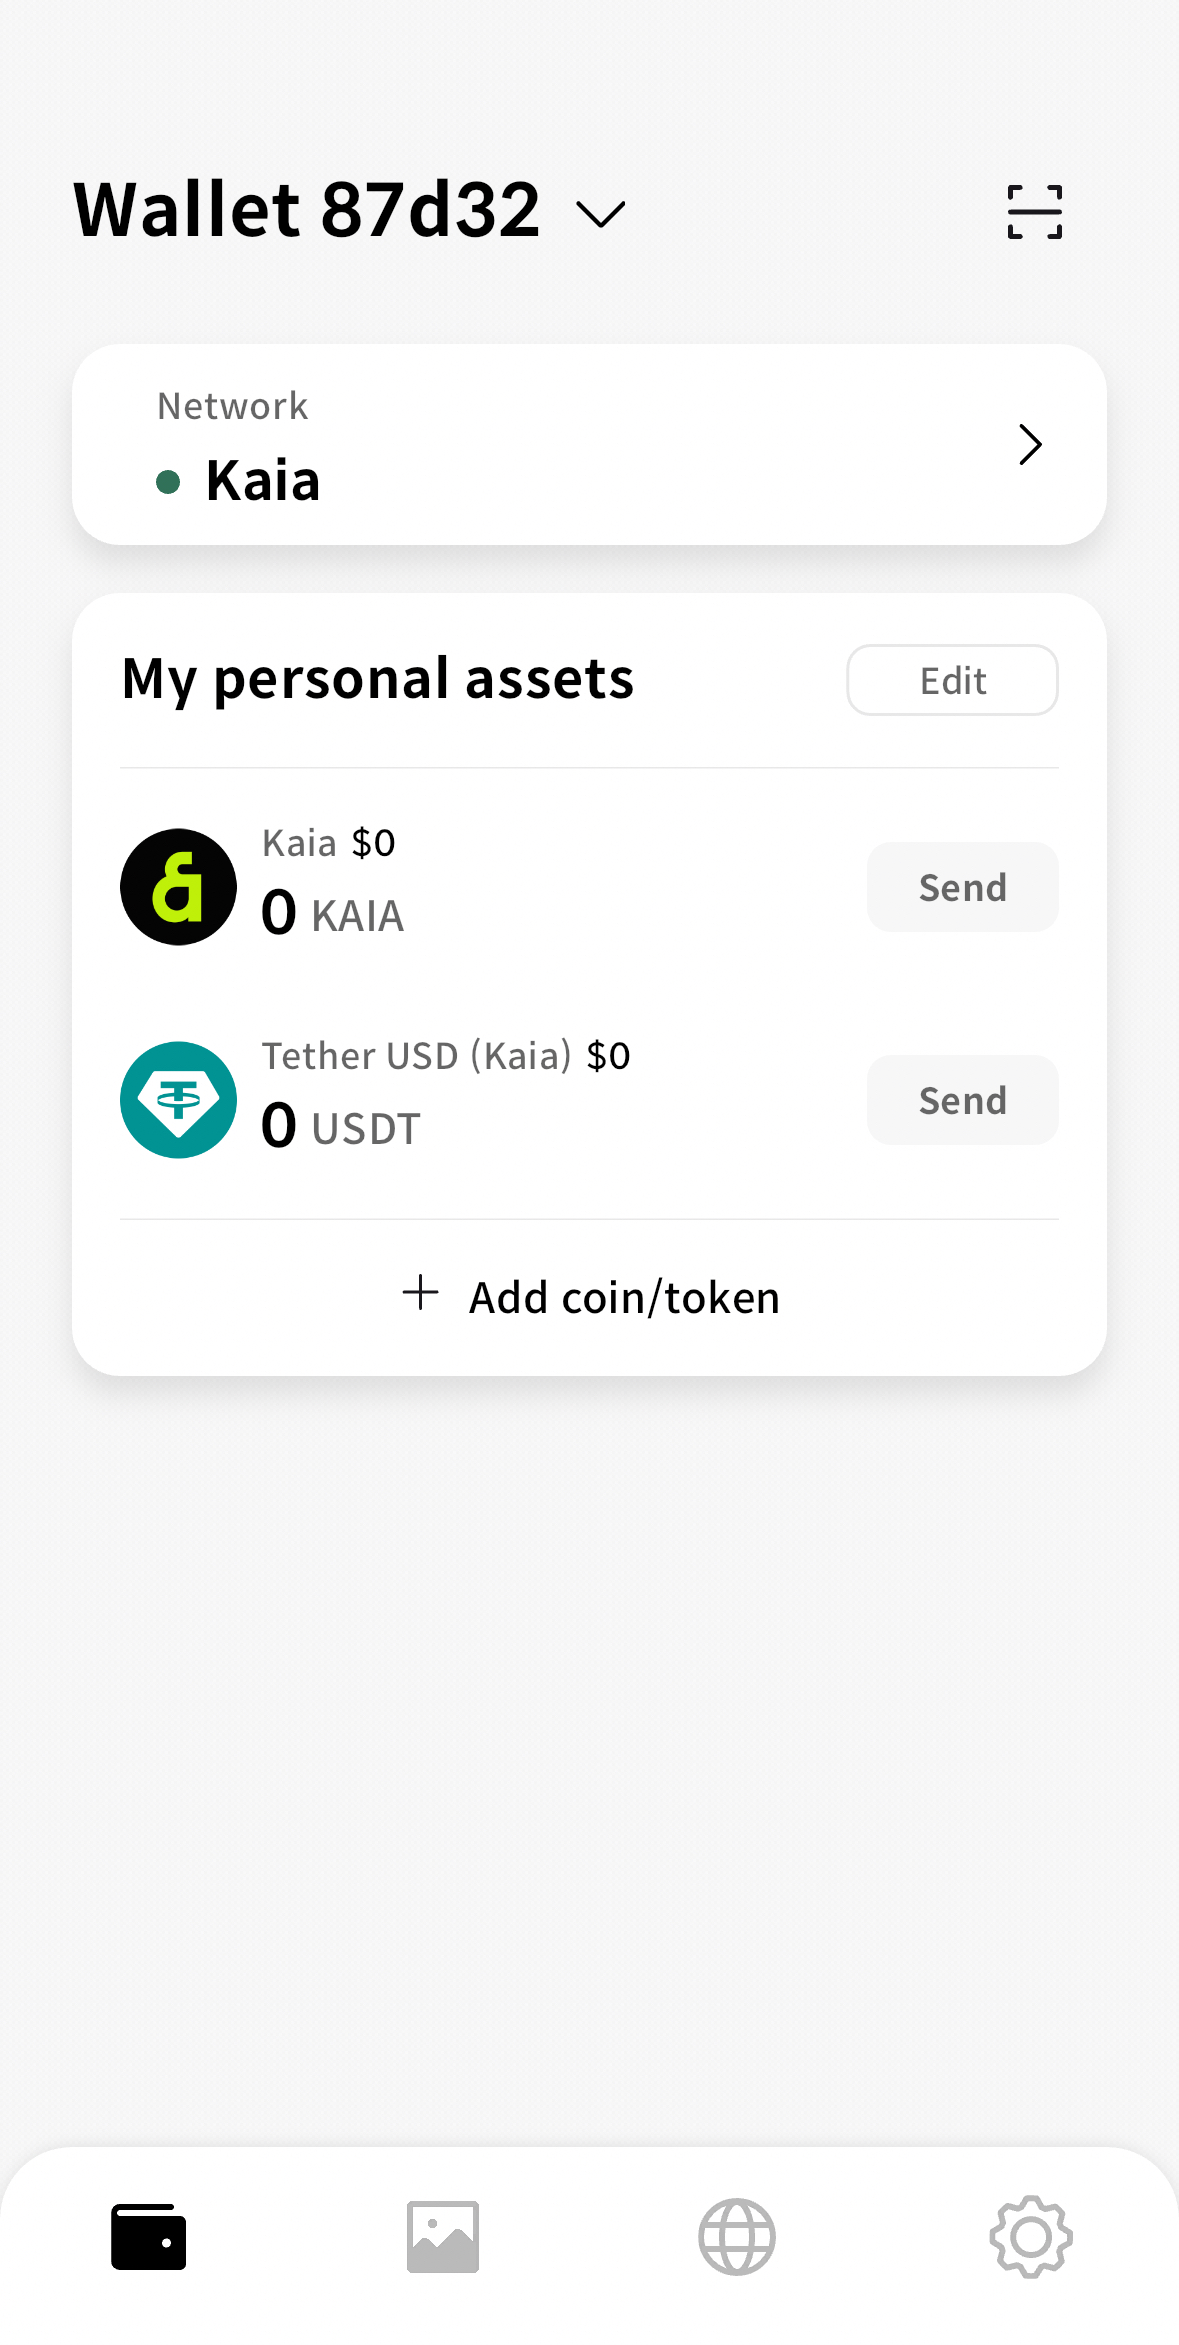 Wallet 87d32
Network
Kaia
My personal assets
Edit
Kaia $0
0 KAIA
Send
Tether USD (Kaia) $0
0 USDT
Send
Add coin/token